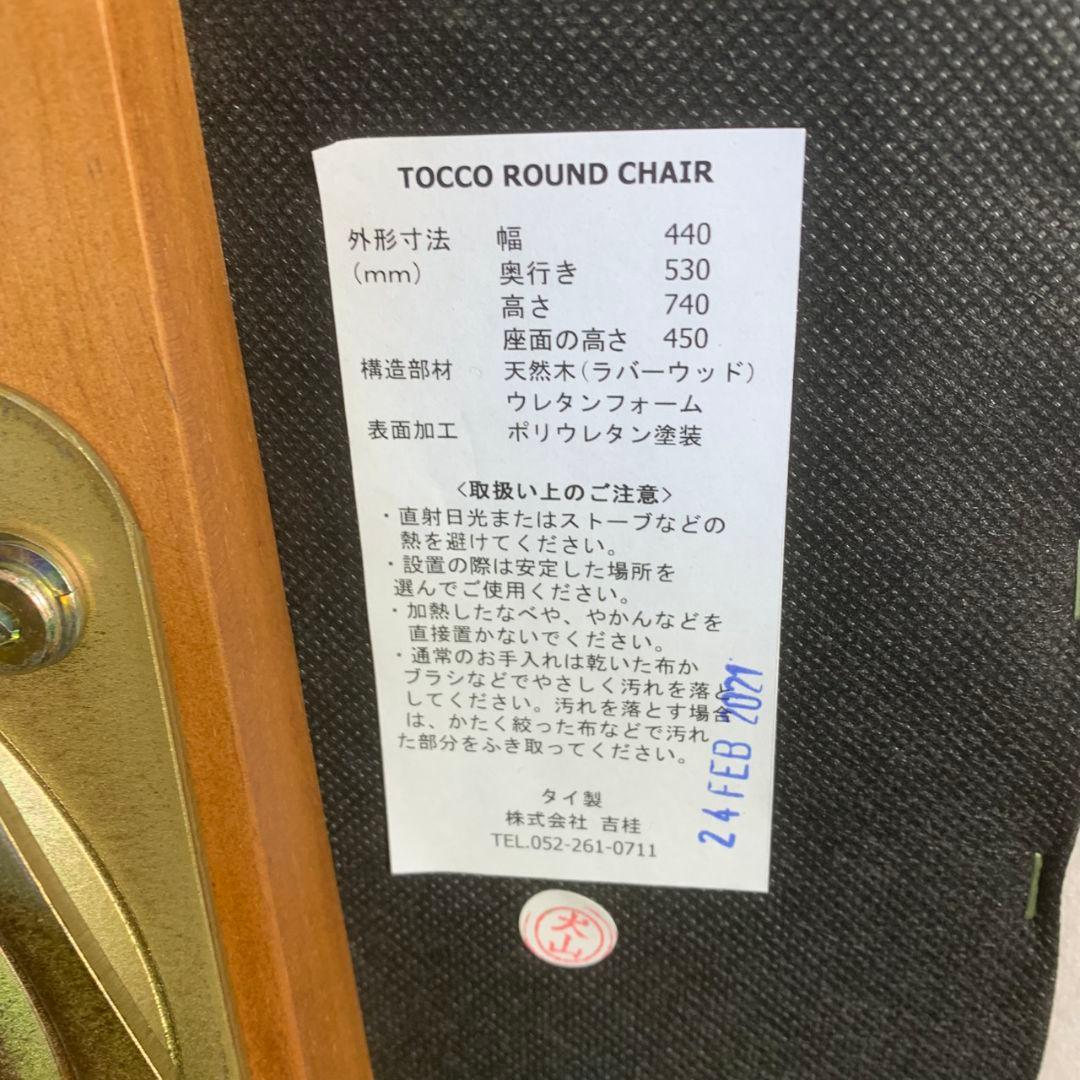 TOCCO ROUND CHAIR
外形寸法 幅 440
(mm) 奥行き 530
高さ 740
座面の高さ 450
構造部材 天然木(ラバーウッド)
ウレタンフォーム
表面加工 ポリウレタン塗装
<取扱い上のご注意>
・直射日光またはストーブなどの
熱を避けてください。
・設置の際は安定した場所を
選んでご使用ください。
・加熱したなべや、やかんなどを
直接置かないでください。
・通常のお手入れは乾いた布か
ブラシなどでやさしく汚れを落と
してください。汚れを落とす場合
は、かたく絞った布などで汚れ
た部分をふき取ってください。
タイ製
株式会社 吉桂
TEL.052-261-0711
24 FEB 2021
犬山